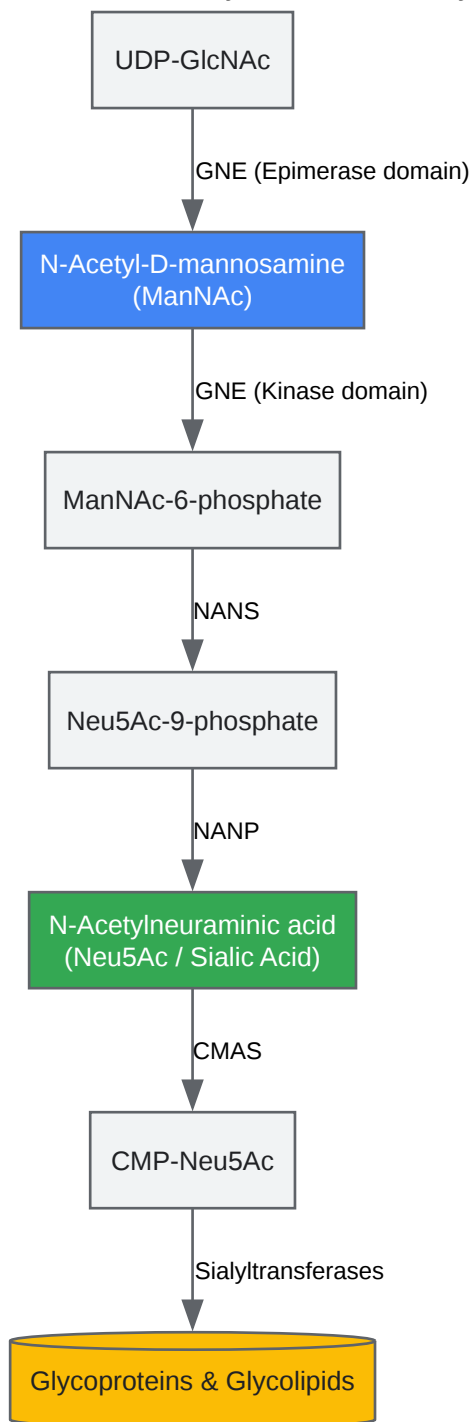 UDP-GlcNAc
GNE (Epimerase domain)
N-Acetyl-D-mannosamine
(ManNAc)
GNE (Kinase domain)
ManNAc-6-phosphate
NANS
Neu5Ac-9-phosphate
NANP
N-Acetylneuraminic acid
(Neu5Ac / Sialic Acid)
CMAS
CMP-Neu5Ac
Sialyltransferases
Glycoproteins & Glycolipids